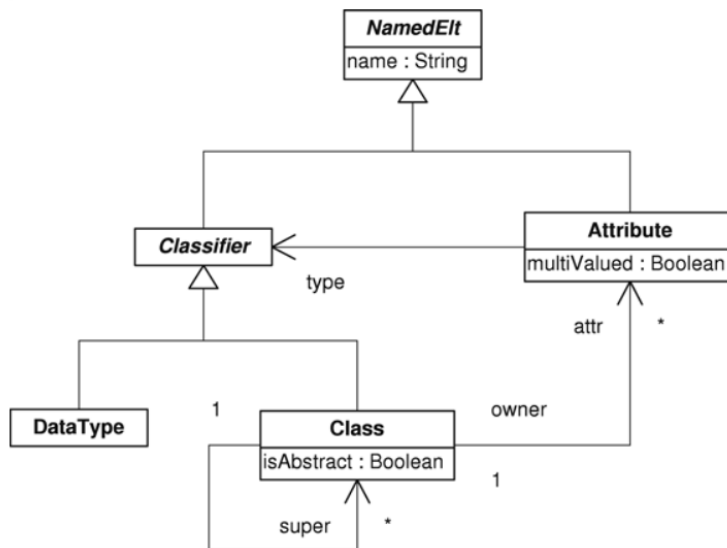 NamedElt
name : String
Classifier
Attribute
multiValued : Boolean
type
attr
*
DataType
1
Class
isAbstract : Boolean
owner
1
super
*